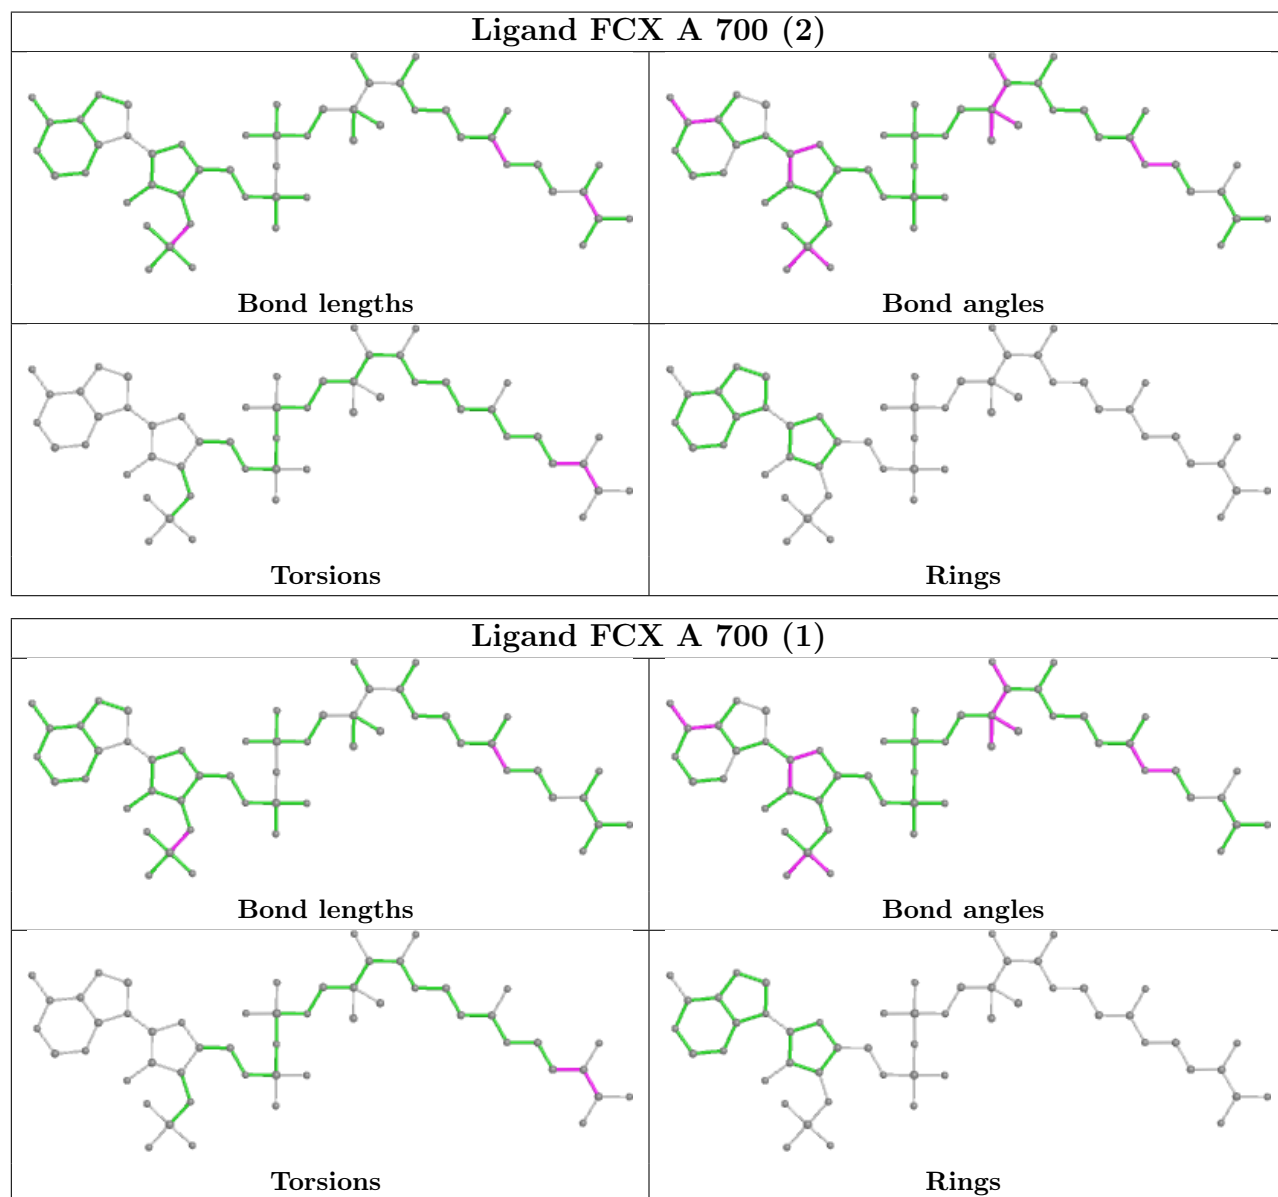 Ligand FCX A 700 (2)
Bond lengths
Bond angles
Torsions
Rings
Ligand FCX A 700 (1)
Bond lengths
Bond angles
Torsions
Rings